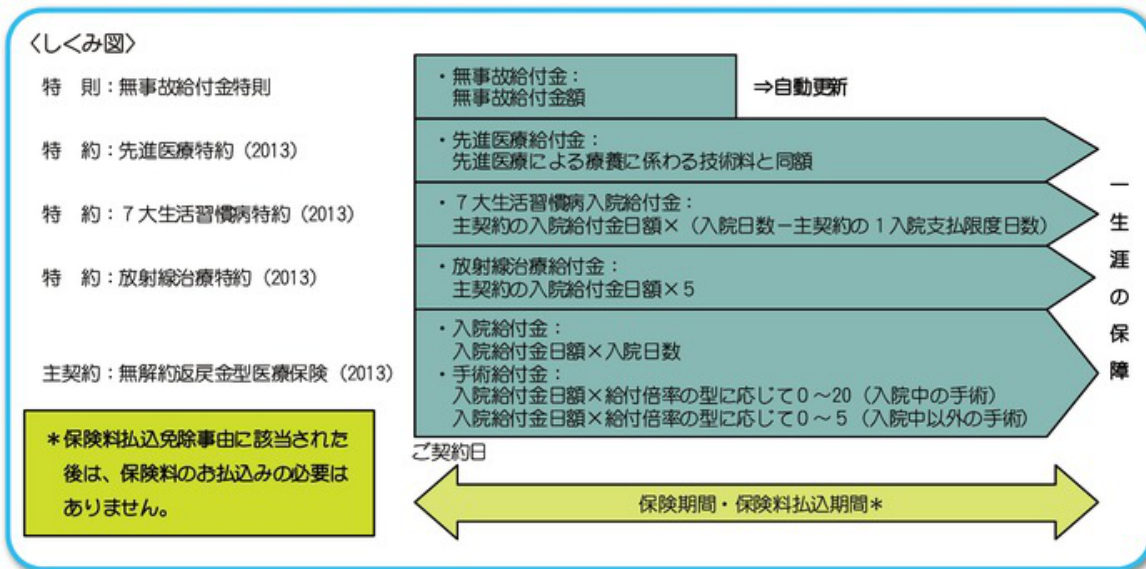 〈しくみ図〉
特　則：無事故給付金特則
・無事故給付金：
無事故給付金額
⇒自動更新
特　約：先進医療特約（2013）
・先進医療給付金：
先進医療による療養に係わる技術料と同額
特　約：７大生活習慣病特約（2013）
・７大生活習慣病入院給付金：
主契約の入院給付金日額×（入院日数－主契約の１入院支払限度日数）
特　約：放射線治療特約（2013）
・放射線治療給付金：
主契約の入院給付金日額×５
主契約：無解約返戻金型医療保険（2013）
・入院給付金：
入院給付金日額×入院日数
・手術給付金：
入院給付金日額×給付倍率の型に応じて０～20（入院中の手術）
入院給付金日額×給付倍率の型に応じて０～５（入院中以外の手術）
一生涯の保障
＊保険料払込免除事由に該当された
後は、保険料のお払込みの必要は
ありません。
ご契約日
保険期間・保険料払込期間＊